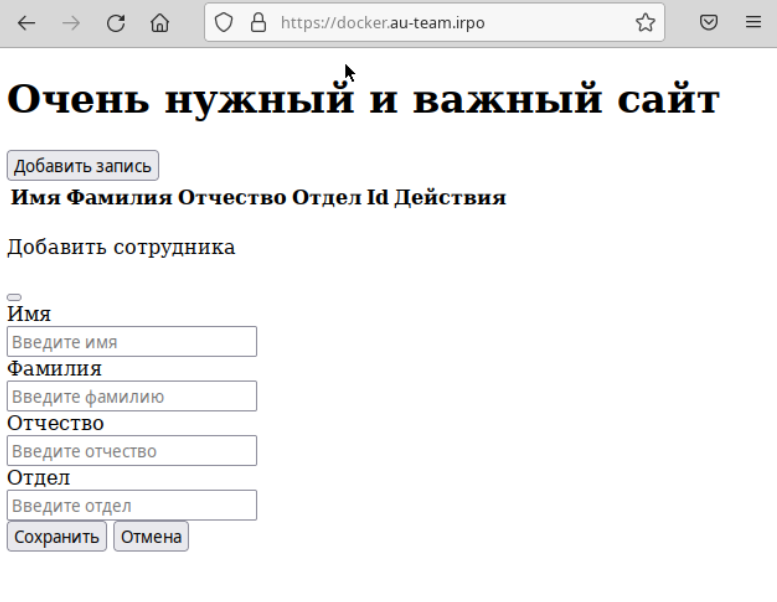 https://docker.au-team.irpo
Очень нужный и важный сайт
Добавить запись
Имя Фамилия Отчество Отдел Id Действия
Добавить сотрудника
Имя
Введите имя
Фамилия
Введите фамилию
Отчество
Введите отчество
Отдел
Введите отдел
Сохранить Отмена